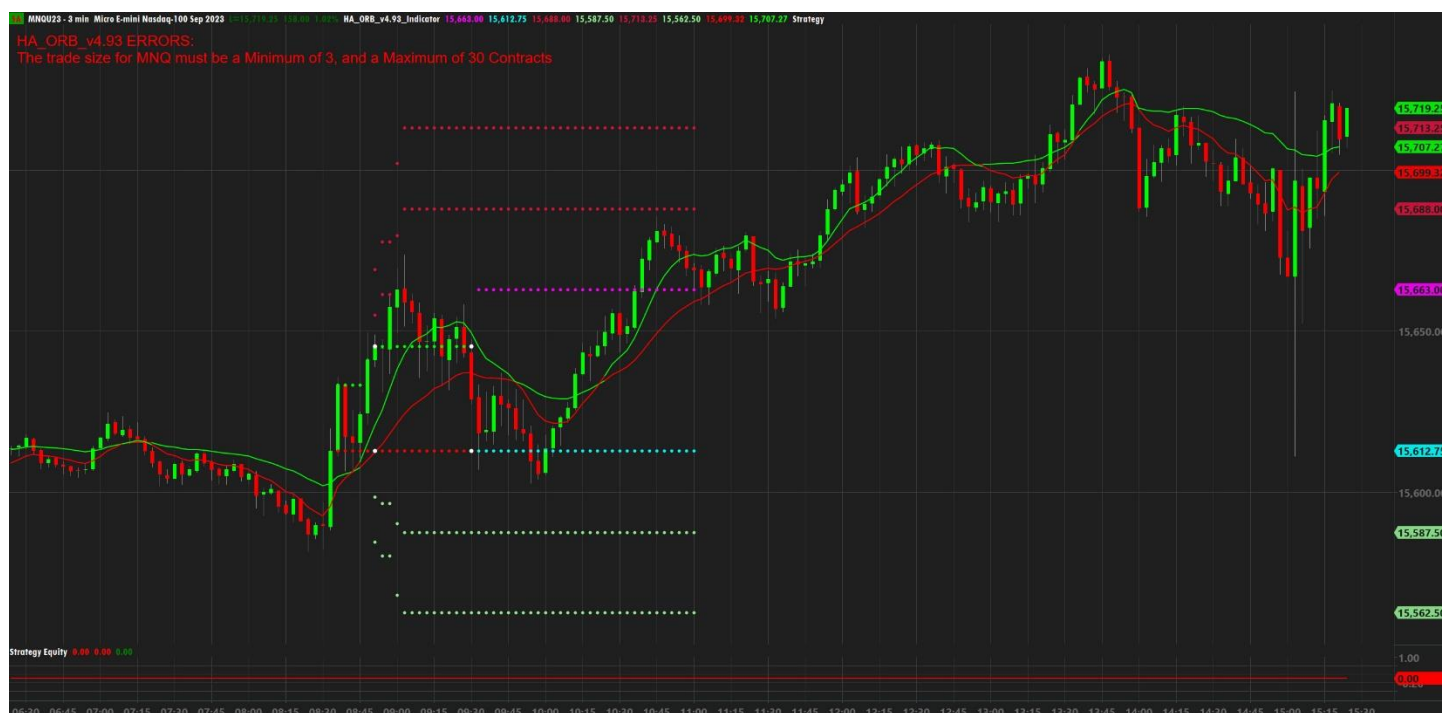 MNQU23 - 3 min Micro E-mini Nasdaq-100 Sep 2023 L=15,719.25 158.00 1.02% HA_ORB_v4.93_Indicator 15,663.00 15,612.75 15,688.00 15,587.50 15,713.25 15,562.50 15,699.32 15,707.27 Strategy
HA_ORB_v4.93 ERRORS:
The trade size for MNQ must be a Minimum of 3, and a Maximum of 30 Contracts
15,719.25
15,713.25
15,707.27
15,699.32
15,688.00
15,663.00
15,650.00
15,612.75
15,600.00
15,587.50
15,562.50
Strategy Equity 0.00 0.00 0.00
1.00
0.00
06:30 06:45 07:00 07:15 07:30 07:45 08:00 08:15 08:30 08:45 09:00 09:15 09:30 09:45 10:00 10:15 10:30 10:45 11:00 11:15 11:30 11:45 12:00 12:15 12:30 12:45 13:00 13:15 13:30 13:45 14:00 14:15 14:30 14:45 15:00 15:15 15:30